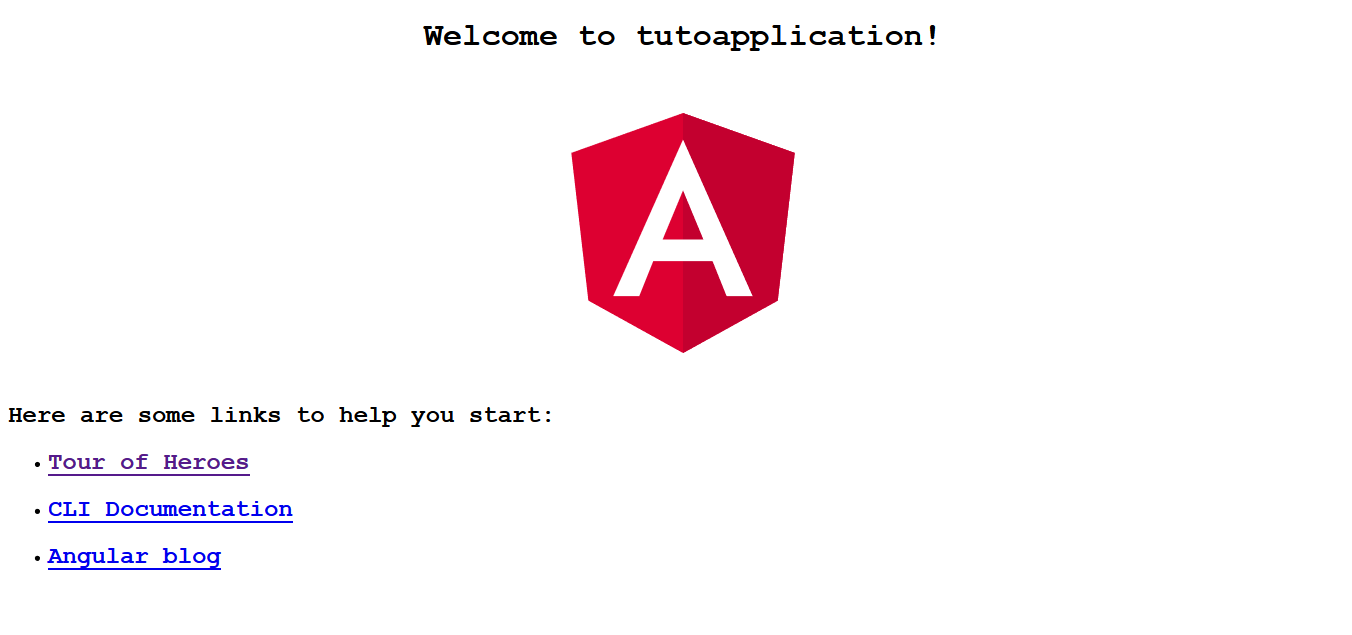 Welcome to tutoapplication!
A
Here are some links to help you start:
Tour of Heroes
CLI Documentation
Angular blog